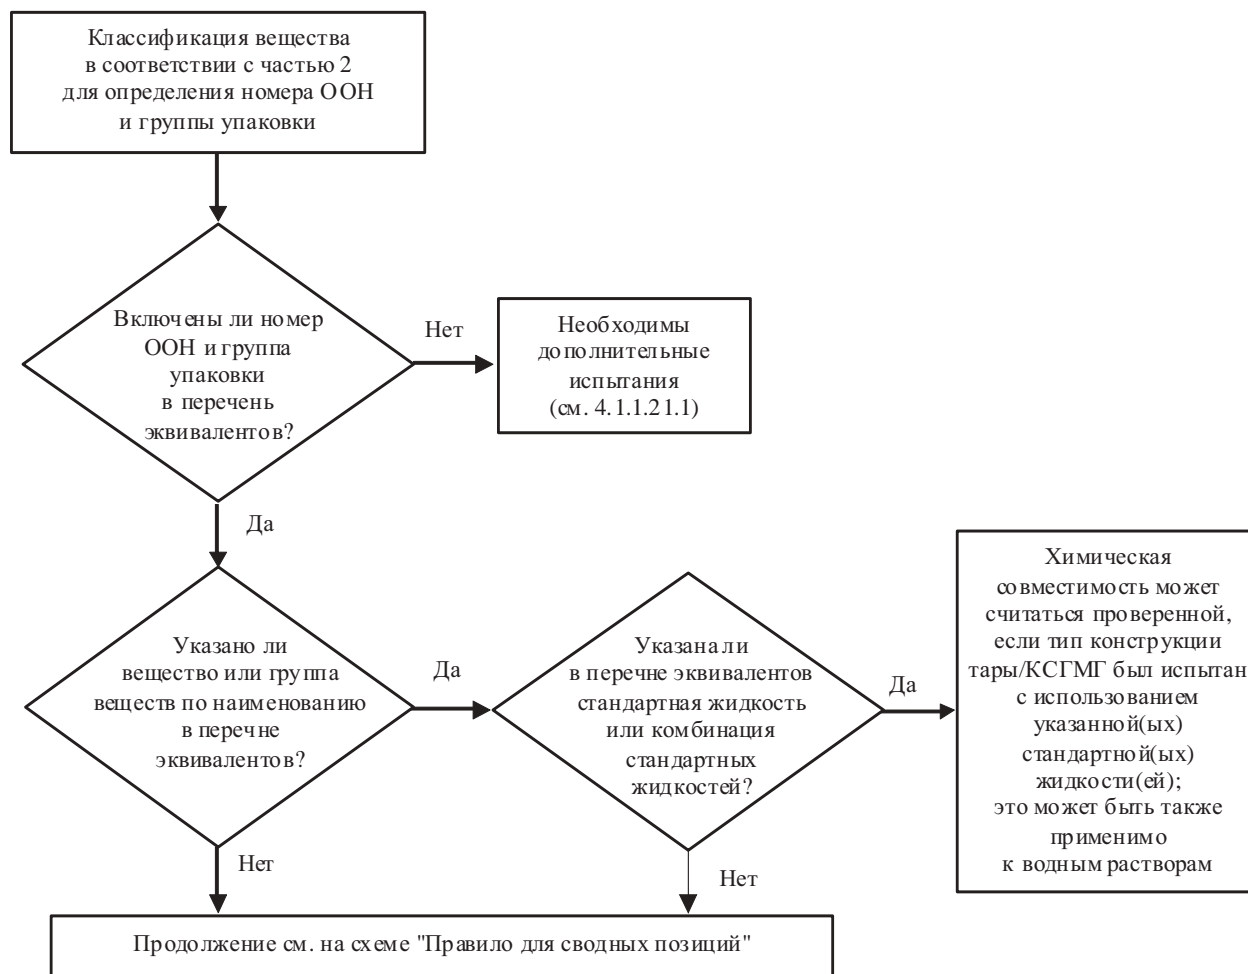 Классификация вещества
в соответствии с частью 2
для определения номера ООН
и группы упаковки
Включены ли номер
ООН и группа
упаковки
в перечень
эквивалентов?
Нет
Необходимы
дополнительные
испытания
(см. 4.1.1.21.1)
Да
Указано ли
вещество или группа
веществ по наименованию
в перечне
эквивалентов?
Да
Указана ли
в перечне эквивалентов
стандартная жидкость
или комбинация
стандартных
жидкостей?
Да
Химическая
совместимость может
считаться проверенной,
если тип конструкции
тары/КСГМГ был испытан
с использованием
указанной(ых)
стандартной(ых)
жидкости(ей);
это может быть также
применимо
к водным растворам
Нет
Нет
Продолжение см. на схеме "Правило для сводных позиций"